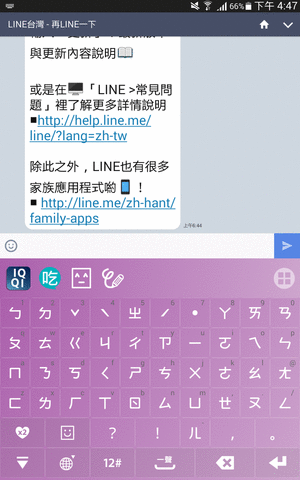 66% 下午 4:47
LINE台灣 - 再LINE一下
與更新內容說明📖
或是在🖥「LINE >常見問
題」裡了解更多詳情說明
■http://help.line.me/
line/?lang=zh-tw
除此之外，LINE也有很多
家族應用程式喲📱！
■ http://line.me/zh-hant/
family-apps
上午6:44
IQ
QI
吃
ㄅ ㄉ ˇ ˋ ㄓ ˊ ˙ ㄚ ㄞ ㄢ
ㄆ ㄊ ㄍ ㄐ ㄔ ㄗ ㄧ ㄛ ㄟ ㄣ
ㄇ ㄋ ㄎ ㄑ ㄕ ㄘ ㄨ ㄜ ㄠ ㄤ
ㄈ ㄌ ㄏ ㄒ ㄖ ㄙ ㄩ ㄝ ㄡ ㄥ
x2 ? ! ㄦ , 。
12#